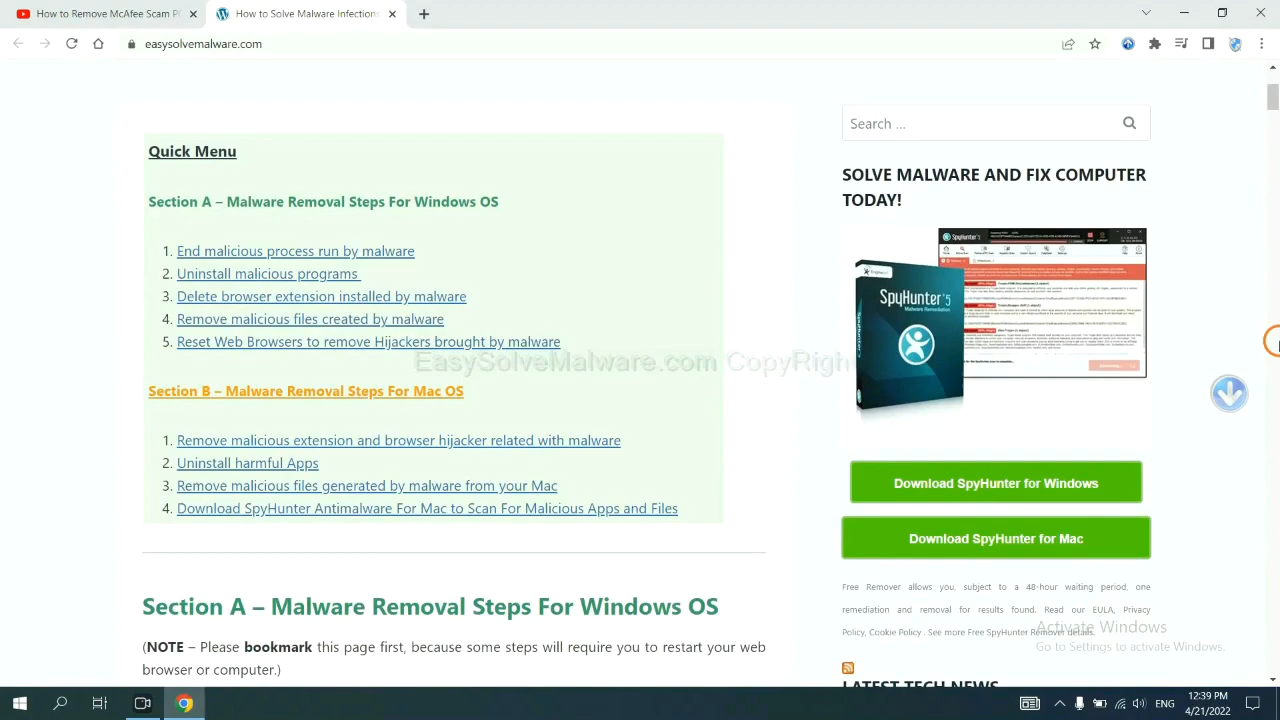 How to Remove PC Scam Malware
How to Solve Malware Infections
easysolvemalware.com
Search ...
Quick Menu
Section A – Malware Removal Steps For Windows OS
1. End malicious process run by malware
2. Uninstall malicious programs
3. Delete browser extension installed by malware
4. Remove malicious files created by malware
5. Reset Web Browsers to remove Hijackers brought by malware
Section B – Malware Removal Steps For Mac OS
1. Remove malicious extension and browser hijacker related with malware
2. Uninstall harmful Apps
3. Remove malicious files generated by malware from your Mac
4. Download SpyHunter Antimalware For Mac to Scan For Malicious Apps and Files
Section A – Malware Removal Steps For Windows OS
(NOTE – Please bookmark this page first, because some steps will require you to restart your web
browser or computer.)
SOLVE MALWARE AND FIX COMPUTER
TODAY!
SpyHunter 5
SpyHunter 5
Malware Remediation
Download SpyHunter for Windows
Download SpyHunter for Mac
Free Remover allows you, subject to a 48-hour waiting period, one
remediation and removal for results found. Read our EULA, Privacy
Policy, Cookie Policy . See more Free SpyHunter Remover details.
LATEST TECH NEWS
Activate Windows
Go to Settings to activate Windows.
ENG
12:39 PM
4/21/2022